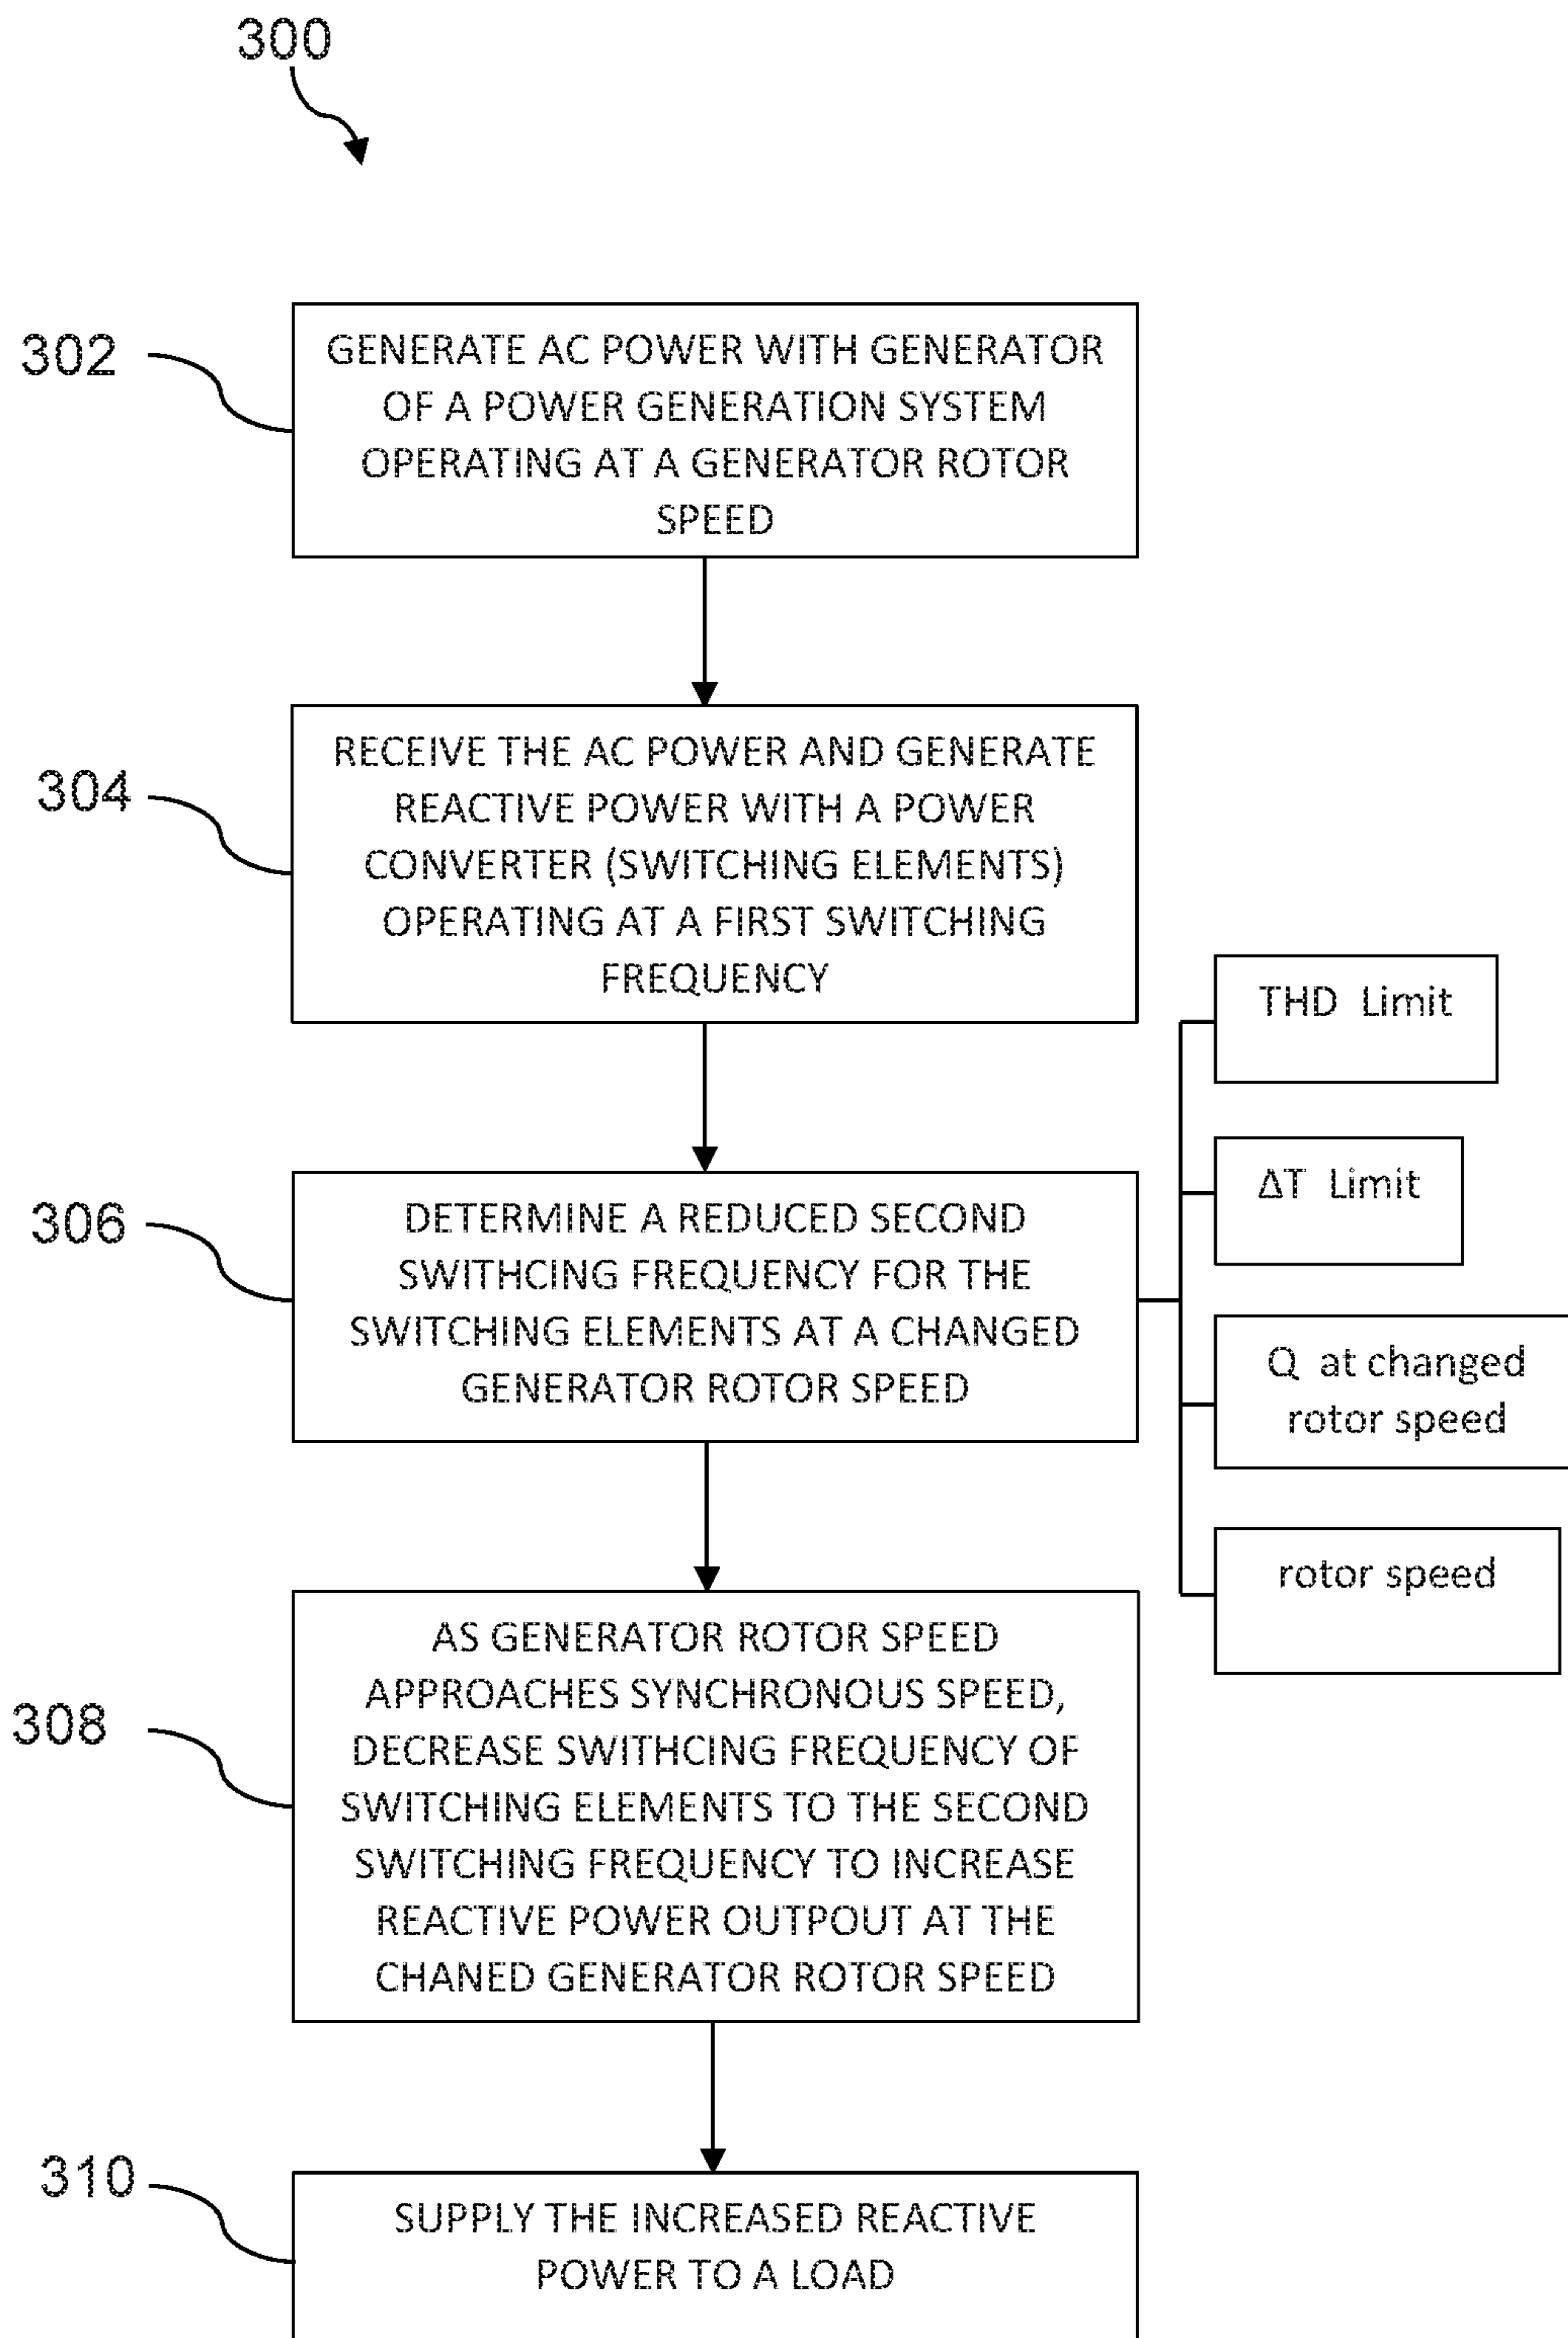 300
302
GENERATE AC POWER WITH GENERATOR
OF A POWER GENERATION SYSTEM
OPERATING AT A GENERATOR ROTOR
SPEED
304
RECEIVE THE AC POWER AND GENERATE
REACTIVE POWER WITH A POWER
CONVERTER (SWITCHING ELEMENTS)
OPERATING AT A FIRST SWITCHING
FREQUENCY
306
DETERMINE A REDUCED SECOND
SWITHCING FREQUENCY FOR THE
SWITCHING ELEMENTS AT A CHANGED
GENERATOR ROTOR SPEED
THD Limit
ΔT Limit
Q at changed
rotor speed
rotor speed
308
AS GENERATOR ROTOR SPEED
APPROACHES SYNCHRONOUS SPEED,
DECREASE SWITHCING FREQUENCY OF
SWITCHING ELEMENTS TO THE SECOND
SWITCHING FREQUENCY TO INCREASE
REACTIVE POWER OUTPOUT AT THE
CHANED GENERATOR ROTOR SPEED
310
SUPPLY THE INCREASED REACTIVE
POWER TO A LOAD